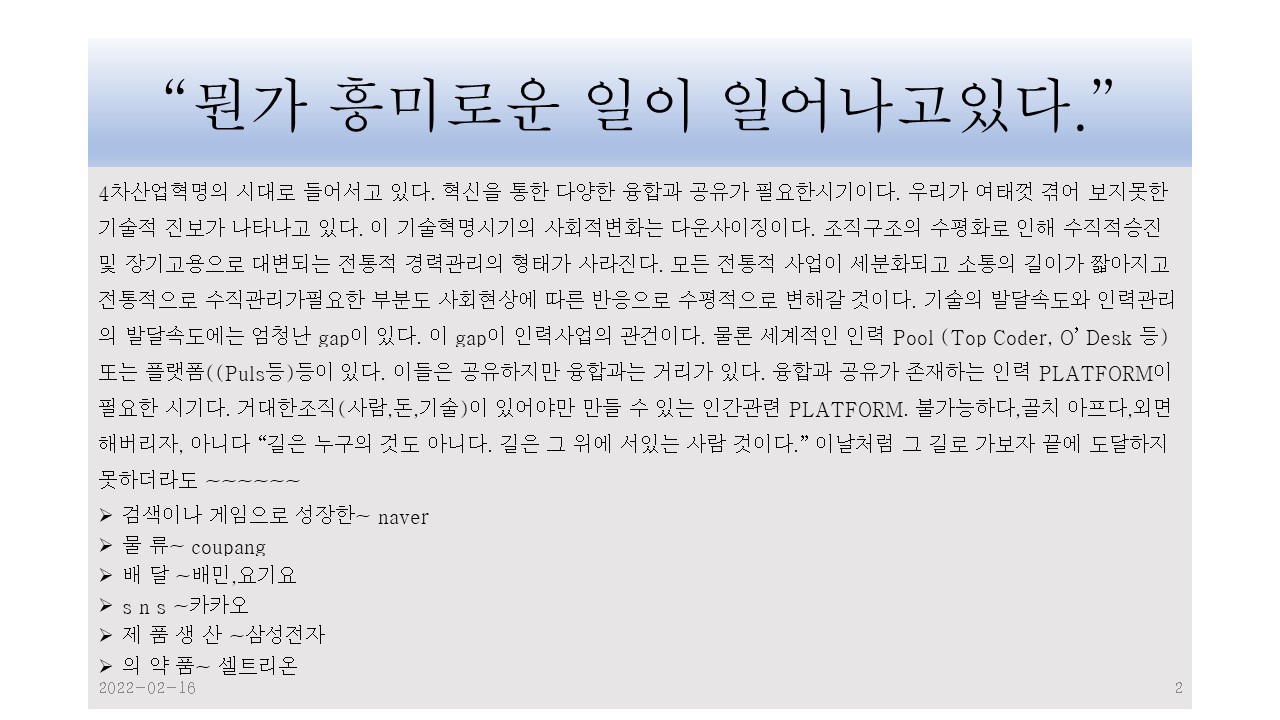 “뭔가 흥미로운 일이 일어나고있다.”
4차산업혁명의 시대로 들어서고 있다. 혁신을 통한 다양한 융합과 공유가 필요한시기이다. 우리가 여태껏 겪어 보지못한
기술적 진보가 나타나고 있다. 이 기술혁명시기의 사회적변화는 다운사이징이다. 조직구조의 수평화로 인해 수직적승진
및 장기고용으로 대변되는 전통적 경력관리의 형태가 사라진다. 모든 전통적 사업이 세분화되고 소통의 길이가 짧아지고
전통적으로 수직관리가필요한 부분도 사회현상에 따른 반응으로 수평적으로 변해갈 것이다. 기술의 발달속도와 인력관리
의 발달속도에는 엄청난 gap이 있다. 이 gap이 인력사업의 관건이다. 물론 세계적인 인력 Pool (Top Coder, O’ Desk 등)
또는 플랫폼((Puls등)등이 있다. 이들은 공유하지만 융합과는 거리가 있다. 융합과 공유가 존재하는 인력 PLATFORM이
필요한 시기다. 거대한조직(사람,돈,기술)이 있어야만 만들 수 있는 인간관련 PLATFORM. 불가능하다,골치 아프다,외면
해버리자, 아니다 “길은 누구의 것도 아니다. 길은 그 위에 서있는 사람 것이다.” 이날처럼 그 길로 가보자 끝에 도달하지
못하더라도 ~~~~~~
➢ 검색이나 게임으로 성장한~ naver
➢ 물 류~ coupang
➢ 배 달 ~배민,요기요
➢ s n s ~카카오
➢ 제 품 생 산 ~삼성전자
➢ 의 약 품~ 셀트리온
2022-02-16
2